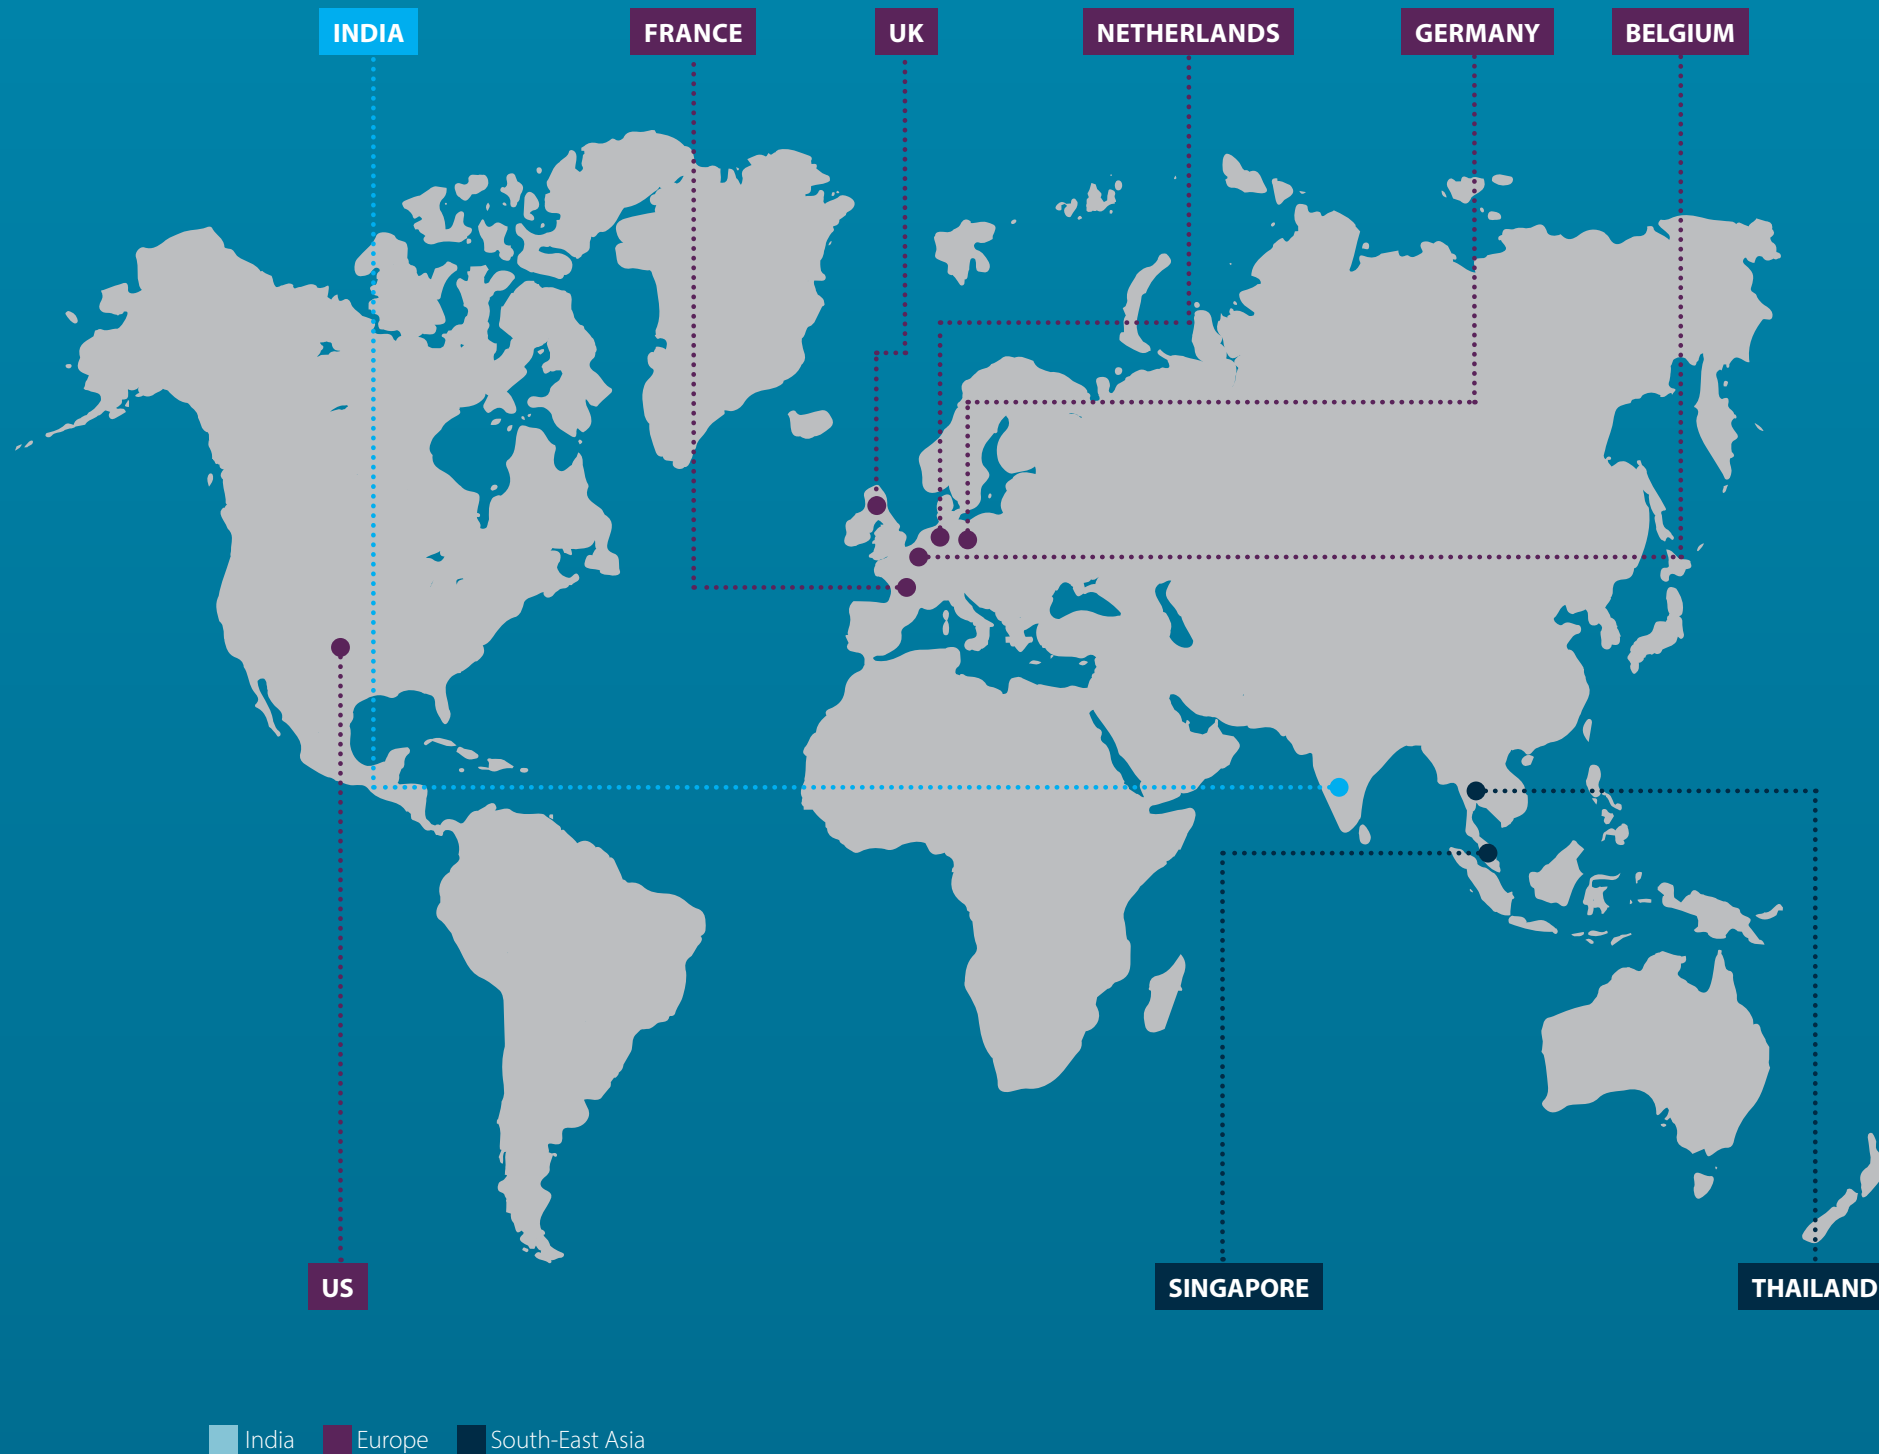 INDIA
FRANCE
UK
NETHERLANDS
GERMANY
BELGIUM
US
SINGAPORE
THAILAND
India
Europe
South-East Asia